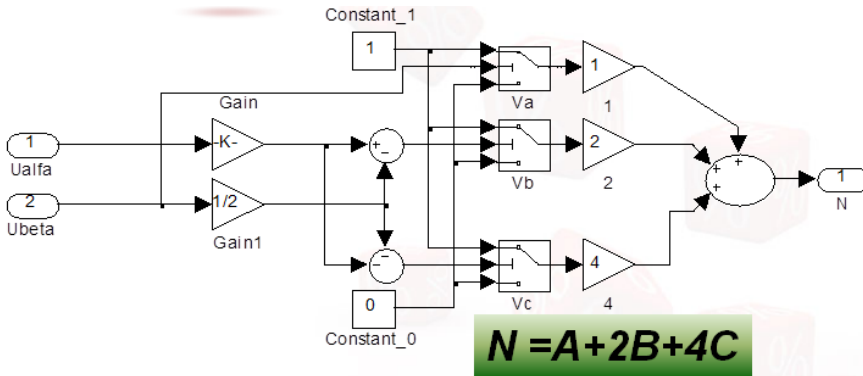 Constant_1
1
Gain
Va
1
1
1
Ualfa
-K-
+
-
Vb
2
2
+
+
+
1
N
2
Ubeta
1/2
Gain1
-
-
Vc
4
4
0
Constant_0
N =A+2B+4C